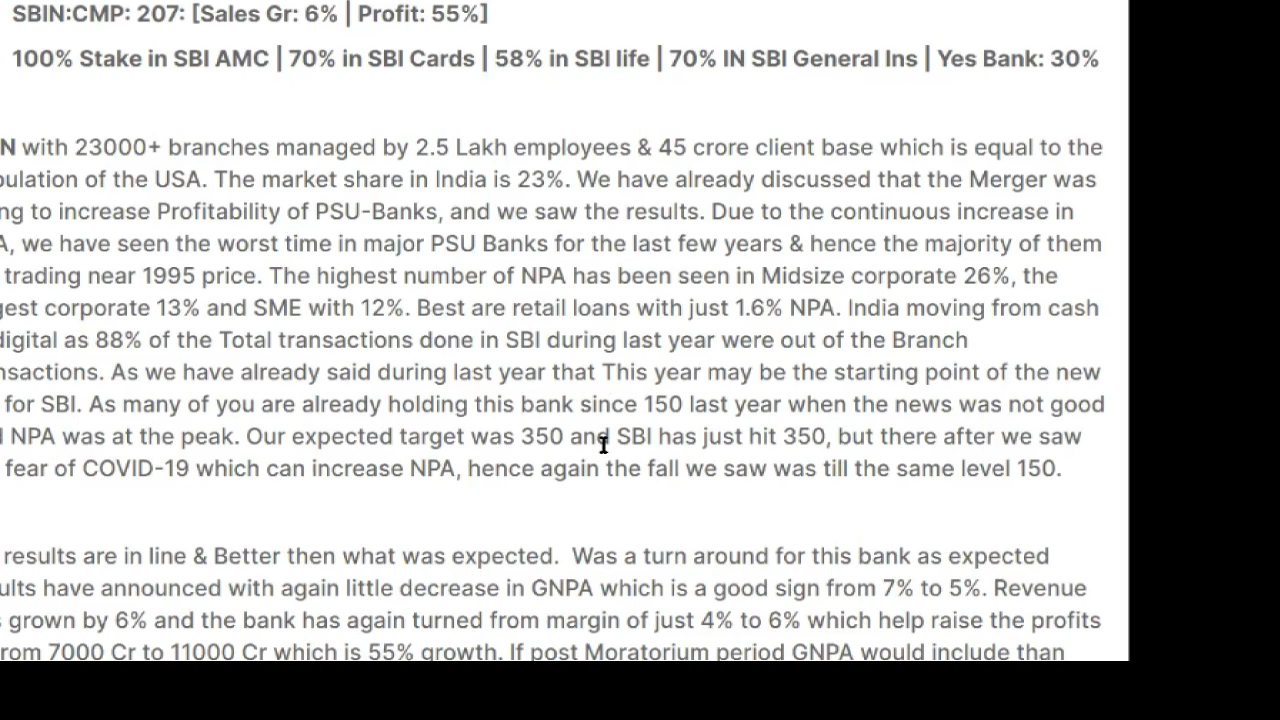 SBIN:CMP: 207: [Sales Gr: 6% | Profit: 55%]
100% Stake in SBI AMC | 70% in SBI Cards | 58% in SBI life | 70% IN SBI General Ins | Yes Bank: 30%
N with 23000+ branches managed by 2.5 Lakh employees & 45 crore client base which is equal to the
pulation of the USA. The market share in India is 23%. We have already discussed that the Merger was
ng to increase Profitability of PSU-Banks, and we saw the results. Due to the continuous increase in
A, we have seen the worst time in major PSU Banks for the last few years & hence the majority of them
trading near 1995 price. The highest number of NPA has been seen in Midsize corporate 26%, the
gest corporate 13% and SME with 12%. Best are retail loans with just 1.6% NPA. India moving from cash
digital as 88% of the Total transactions done in SBI during last year were out of the Branch
nsactions. As we have already said during last year that This year may be the starting point of the new
for SBI. As many of you are already holding this bank since 150 last year when the news was not good
NPA was at the peak. Our expected target was 350 and SBI has just hit 350, but there after we saw
fear of COVID-19 which can increase NPA, hence again the fall we saw was till the same level 150.
results are in line & Better then what was expected. Was a turn around for this bank as expected
ults have announced with again little decrease in GNPA which is a good sign from 7% to 5%. Revenue
s grown by 6% and the bank has again turned from margin of just 4% to 6% which help raise the profits
rom 7000 Cr to 11000 Cr which is 55% growth. If post Moratorium period GNPA would include than